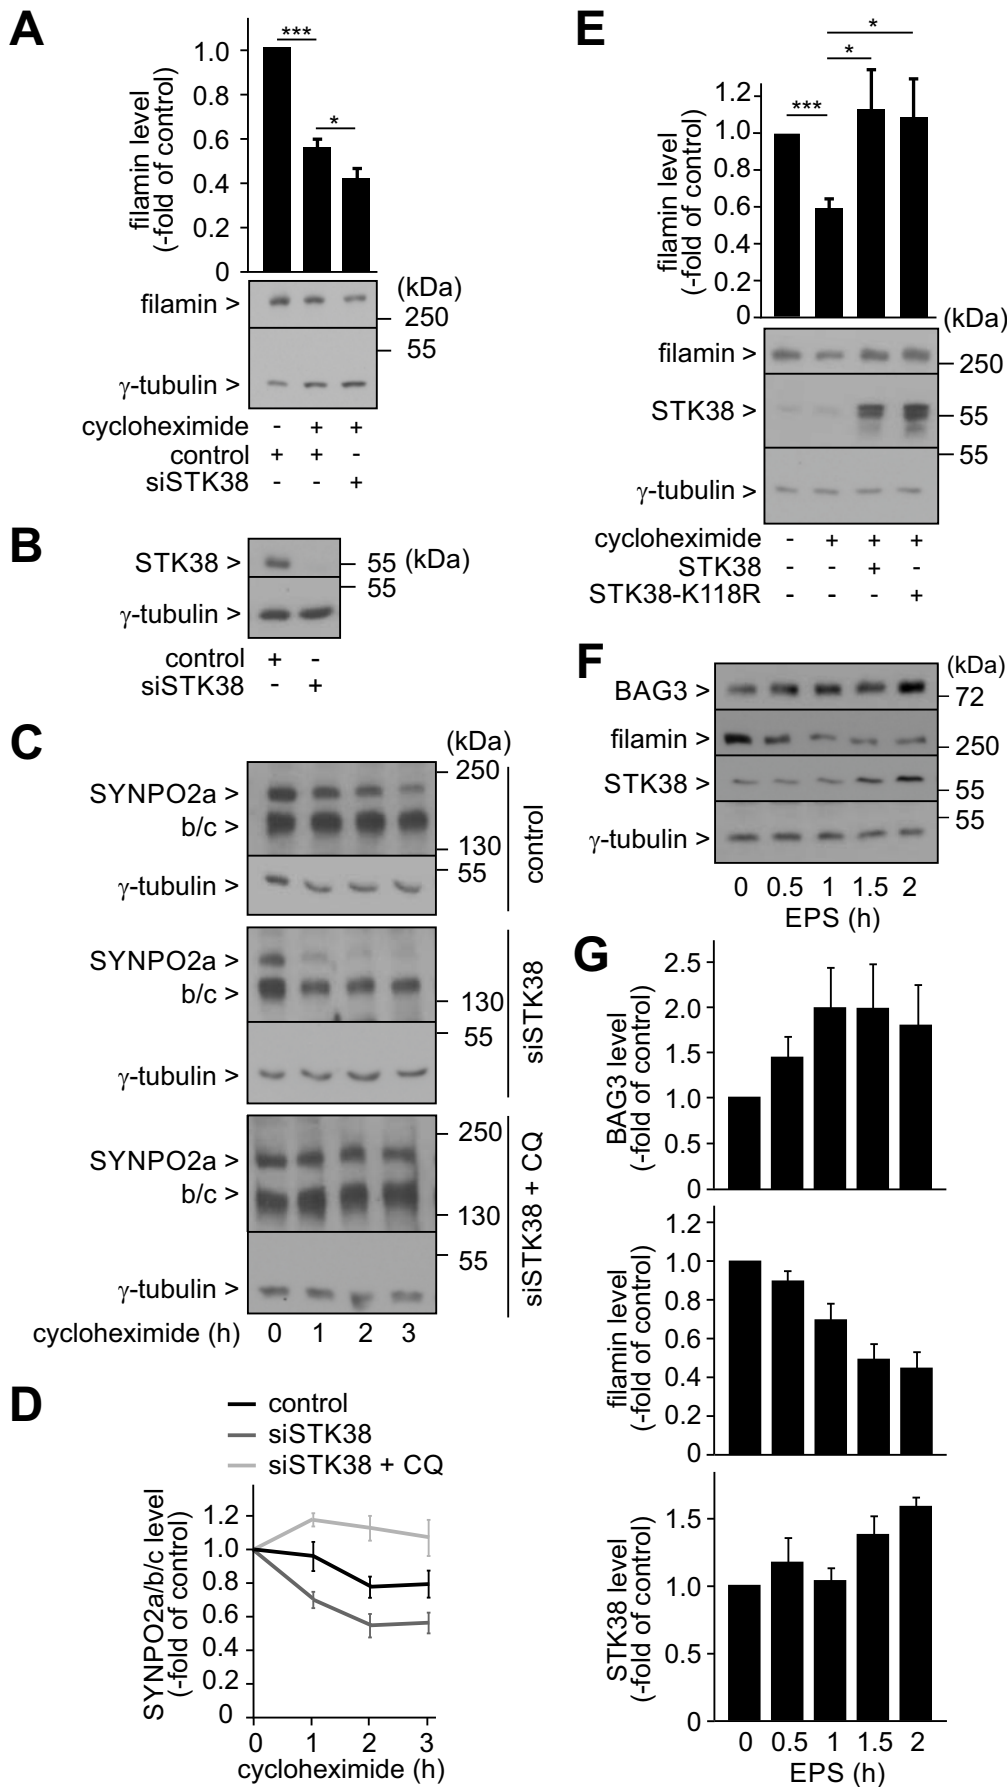 A
***
*
1.0
0.8
0.6
0.4
0.2
0
filamin level
(-fold of control)
(kDa)
filamin >
250
55
γ-tubulin >
cycloheximide - + +
control + + -
siSTK38 - - +
B
STK38 >
55 (kDa)
55
γ-tubulin >
control + -
siSTK38 - +
C
(kDa)
SYNPO2a >
250
b/c >
130
55
γ-tubulin >
control
SYNPO2a >
b/c >
130
55
γ-tubulin >
siSTK38
SYNPO2a >
250
b/c >
130
55
γ-tubulin >
siSTK38 + CQ
cycloheximide (h) 0 1 2 3
D
control
siSTK38
siSTK38 + CQ
SYNPO2a/b/c level
(-fold of control)
1.2
1.0
0.8
0.6
0.4
0.2
0
0 1 2 3
cycloheximide (h)
E
*
*
***
1.2
1.0
0.8
0.6
0.4
0.2
0
filamin level
(-fold of control)
(kDa)
filamin >
250
STK38 >
55
55
γ-tubulin >
cycloheximide - + + +
STK38 - - + -
STK38-K118R - - - +
F
(kDa)
BAG3 >
72
filamin >
250
STK38 >
55
55
γ-tubulin >
0 0.5 1 1.5 2
EPS (h)
G
2.5
2.0
1.5
1.0
0.5
0
BAG3 level
(-fold of control)
1.2
1.0
0.8
0.6
0.4
0.2
0
filamin level
(-fold of control)
1.5
1.0
0.5
0
STK38 level
(-fold of control)
0 0.5 1 1.5 2
EPS (h)